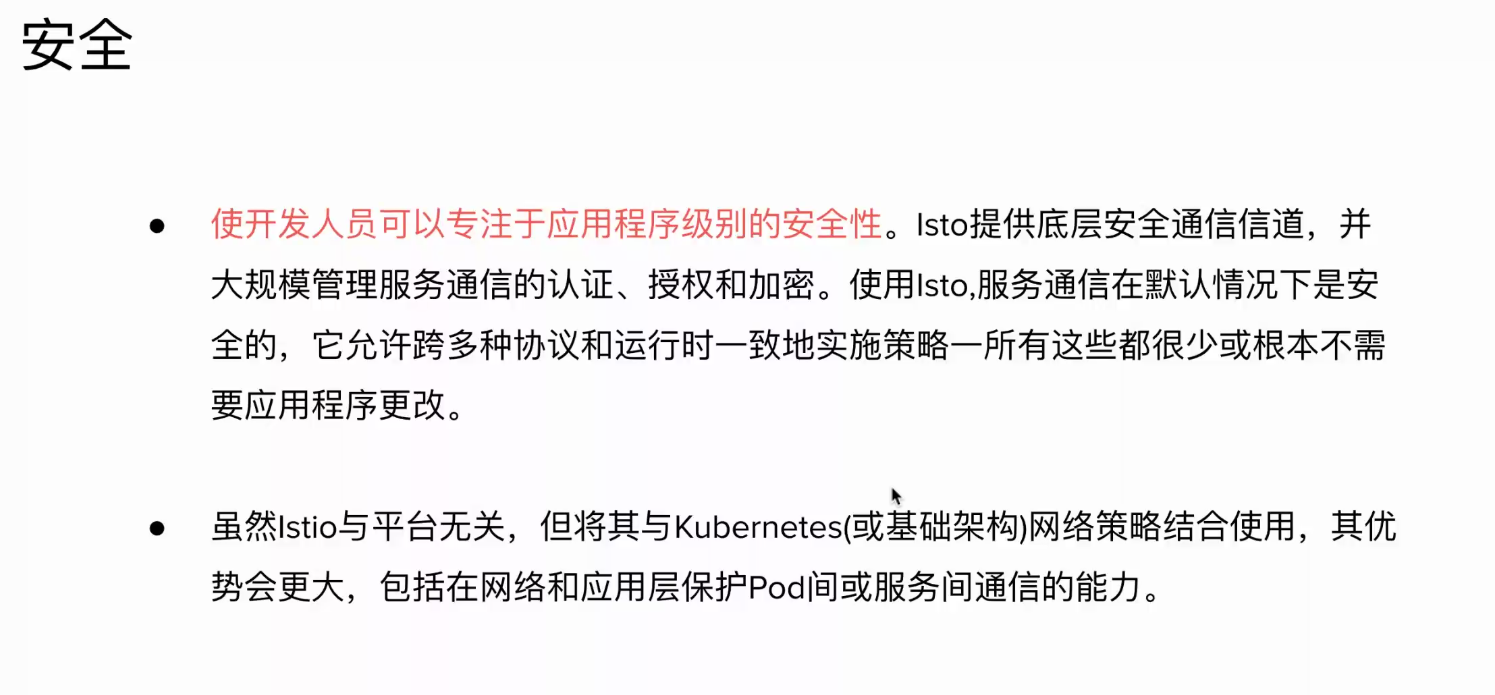 安全
● 使开发人员可以专注于应用程序级别的安全性。Isto提供底层安全通信信道，并
大规模管理服务通信的认证、授权和加密。使用Isto,服务通信在默认情况下是安
全的，它允许跨多种协议和运行时一致地实施策略一所有这些都很少或根本不需
要应用程序更改。
● 虽然Istio与平台无关，但将其与Kubernetes(或基础架构)网络策略结合使用，其优
势会更大，包括在网络和应用层保护Pod间或服务间通信的能力。